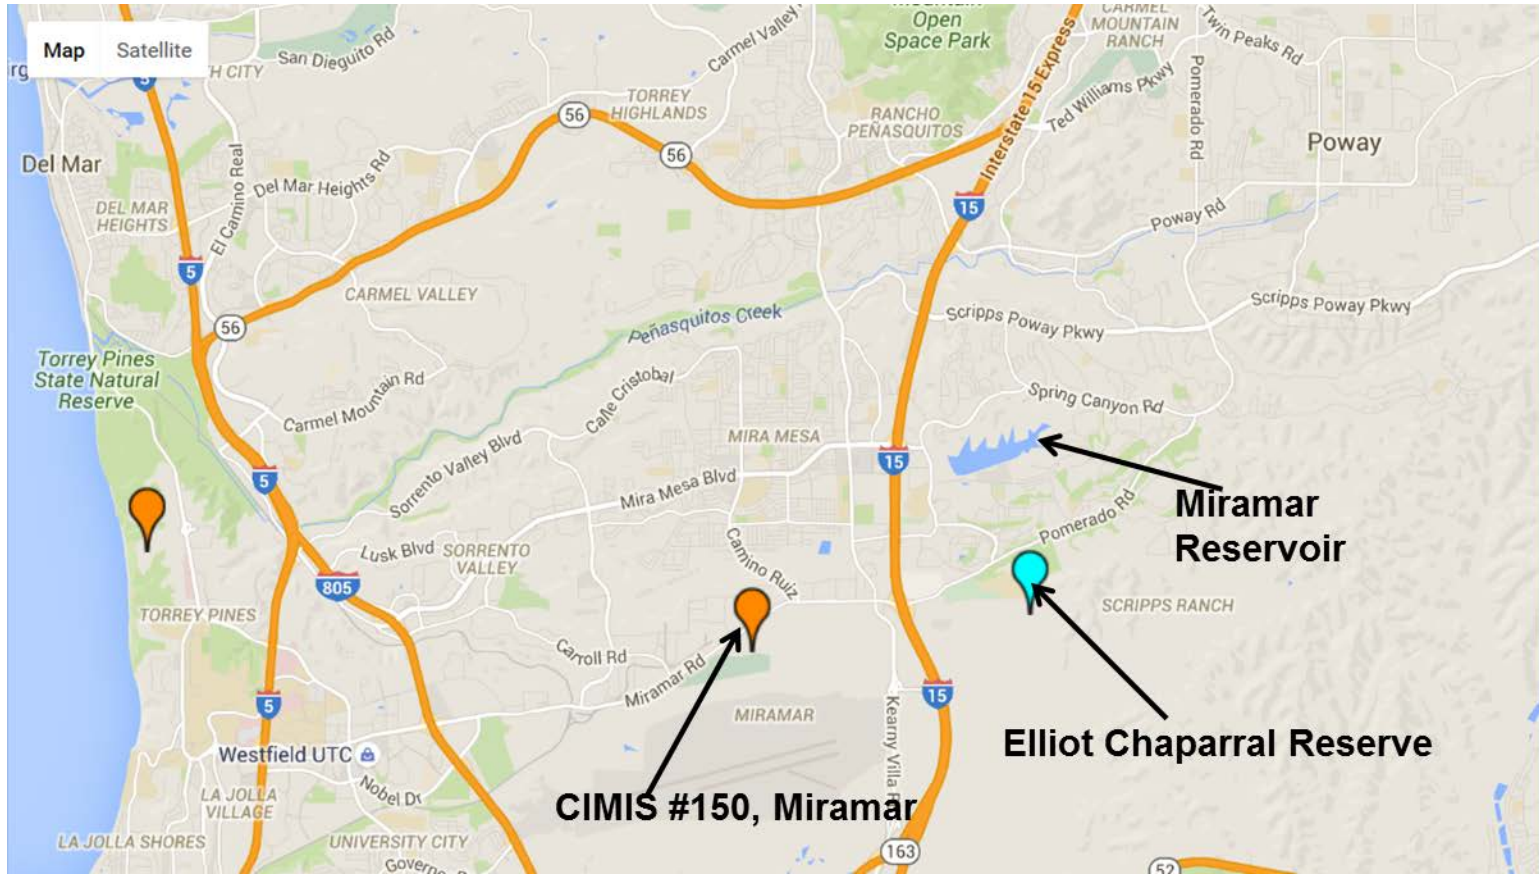 Map Satellite
San Dieguito Rd
Carmel Valley
Open
Space Park
CARMEL
MOUNTAIN
RANCH
Twin Peaks Rd
5
H CITY
TORREY
HIGHLANDS
56
56
RANCHO
PEÑASQUITOS
Interstate 15 Express
Ted Williams Pkwy
Pomerado Rd
Poway
Del Mar
El Camino Real
Del Mar Heights Rd
DEL MAR
HEIGHTS
15
Poway Rd
5
CARMEL VALLEY
56
Peñasquitos Creek
Scripps Poway Pkwy
Scripps Poway Pkwy
Torrey Pines
State Natural
Reserve
Carmel Mountain Rd
Calle Cristobal
Spring Canyon Rd
MIRA MESA
Sorrento Valley Blvd
15
5
Mira Mesa Blvd
Miramar
Reservoir
Pomerado Rd
Lusk Blvd
SORRENTO
VALLEY
Camino Ruiz
805
TORREY PINES
SCRIPPS RANCH
Carroll Rd
Miramar Rd
5
15
MIRAMAR
Kearny Villa R
Elliot Chaparral Reserve
Westfield UTC
Nobel Dr
LA JOLLA
VILLAGE
CIMIS #150, Miramar
LA JOLLA SHORES
UNIVERSITY CITY
163
52